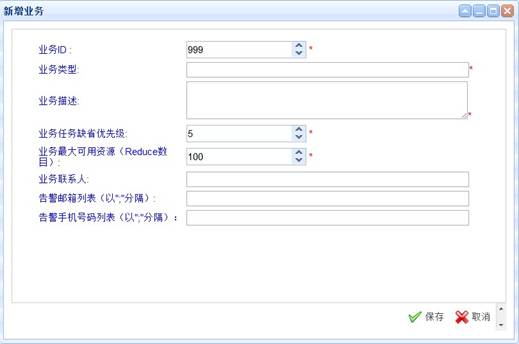 新增业务
业务ID : 999 *
业务类型: *
业务描述: *
业务任务缺省优先级: 5 *
业务最大可用资源（Reduce数
目）: 100 *
业务联系人:
告警邮箱列表（以";"分隔）:
告警手机号码列表（以";"分隔）:
保存 取消